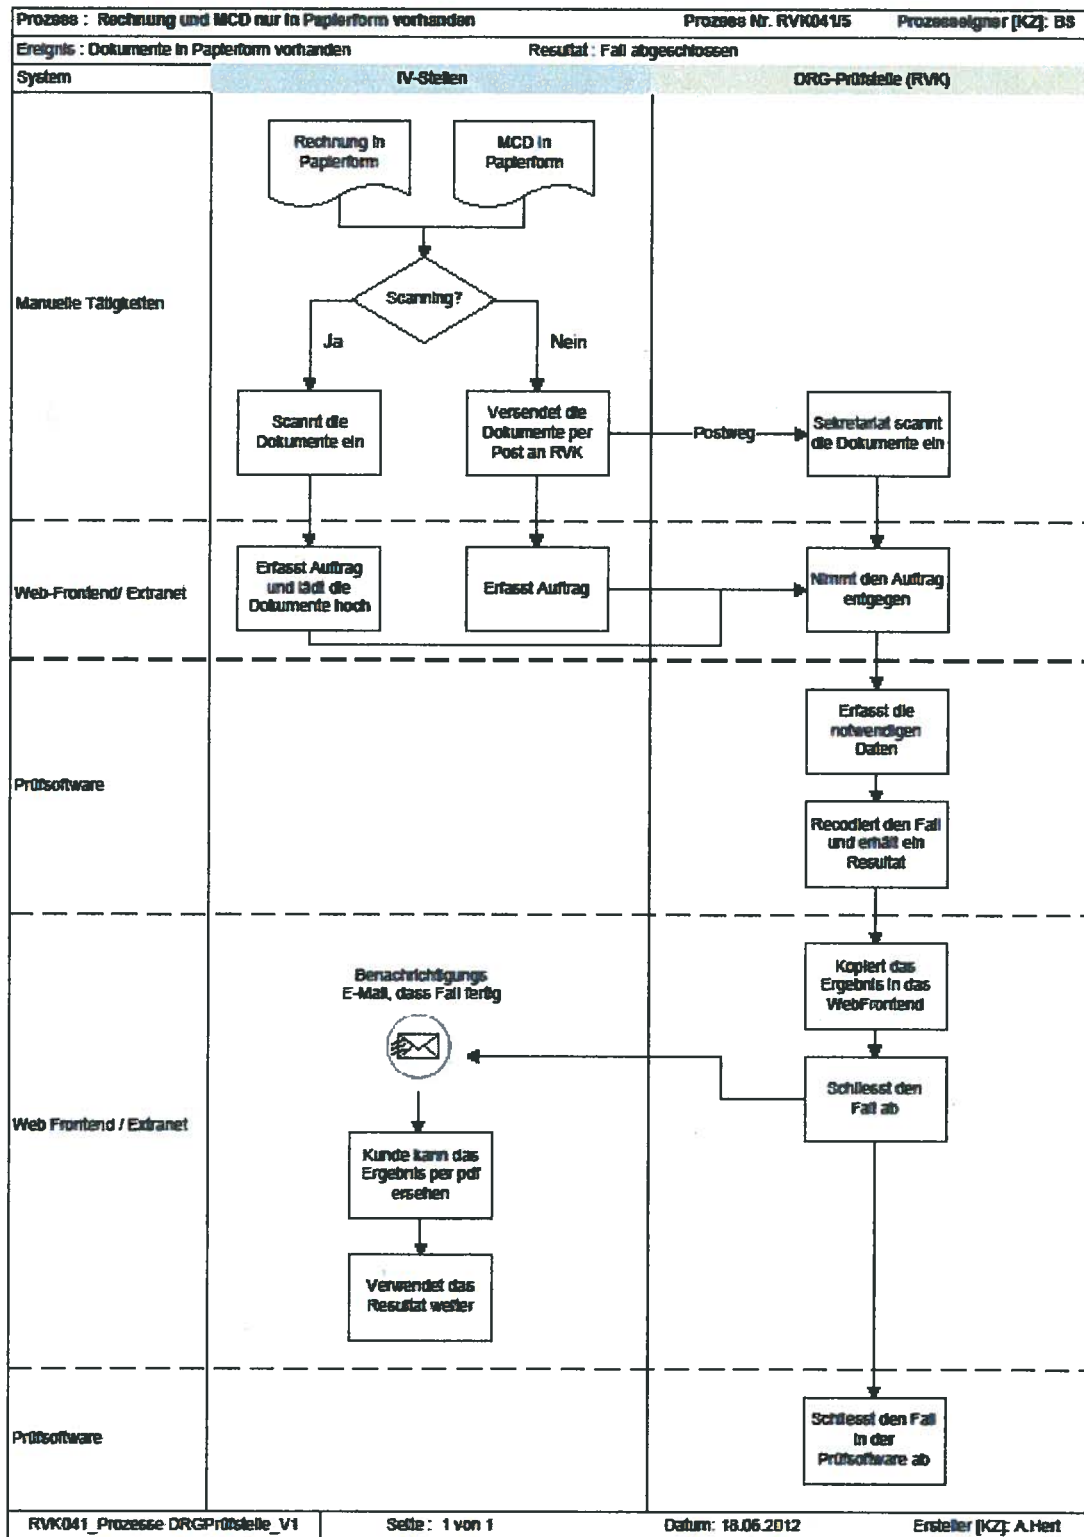 Prozess : Rechnung und MCD nur in Papierform vorhanden Prozess Nr. RVK041/5 Prozesseigner [KZ]: BS
Ereignis : Dokumente in Papierform vorhanden Resultat : Fall abgeschlossen
System IV-Stellen DRG-Prüfstelle (RVK)
Rechnung in
Papierform
MCD in
Papierform
Manuelle Tätigkeiten
Scanning?
Ja
Nein
Scannt die
Dokumente ein
Versendet die
Dokumente per
Post an RVK
Postweg
Sekretariat scannt
die Dokumente ein
Web-Frontend/ Extranet
Erfasst Auftrag
und lädt die
Dokumente hoch
Erfasst Auftrag
Nimmt den Auftrag
entgegen
Prüfsoftware
Erfasst die
notwendigen
Daten
Recodiert den Fall
und erhält ein
Resultat
Web Frontend / Extranet
Benachrichtigungs
E-Mail, dass Fall fertig
Kopiert das
Ergebnis in das
WebFrontend
Schliesst den
Fall ab
Kunde kann das
Ergebnis per pdf
ersehen
Verwendet das
Resultat weiter
Prüfsoftware
Schliesst den Fall
in der
Prüfsoftware ab
RVK041_Prozesse DRGPrüfstelle_V1 Seite : 1 von 1 Datum: 18.06.2012 Ersteller [KZ]: A.Hert